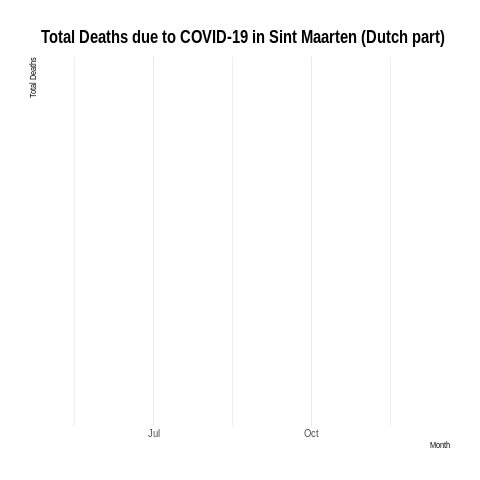 Total Deaths due to COVID-19 in Sint Maarten (Dutch part)
Total Deaths
Jul
Oct
Month